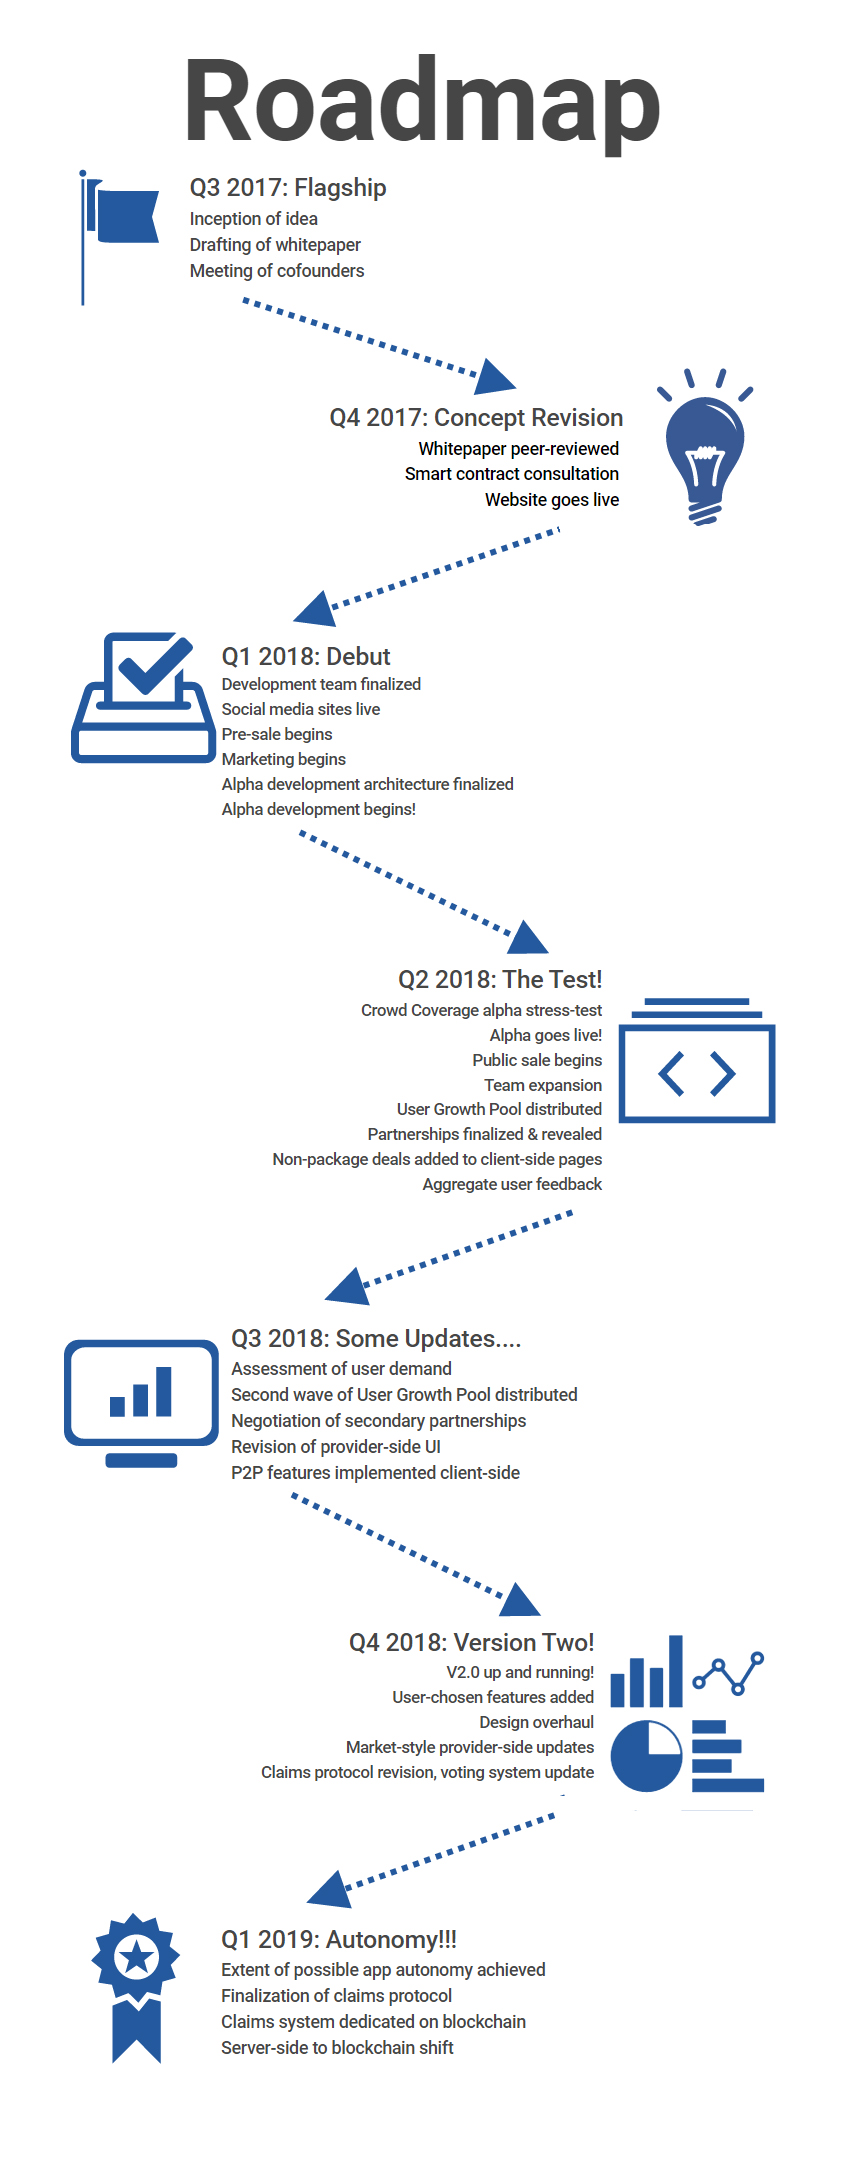 Roadmap
Q3 2017: Flagship
Inception of idea
Drafting of whitepaper
Meeting of cofounders
Q4 2017: Concept Revision
Whitepaper peer-reviewed
Smart contract consultation
Website goes live
Q1 2018: Debut
Development team finalized
Social media sites live
Pre-sale begins
Marketing begins
Alpha development architecture finalized
Alpha development begins!
Q2 2018: The Test!
Crowd Coverage alpha stress-test
Alpha goes live!
Public sale begins
Team expansion
User Growth Pool distributed
Partnerships finalized & revealed
Non-package deals added to client-side pages
Aggregate user feedback
Q3 2018: Some Updates....
Assessment of user demand
Second wave of User Growth Pool distributed
Negotiation of secondary partnerships
Revision of provider-side UI
P2P features implemented client-side
Q4 2018: Version Two!
V2.0 up and running!
User-chosen features added
Design overhaul
Market-style provider-side updates
Claims protocol revision, voting system update
Q1 2019: Autonomy!!!
Extent of possible app autonomy achieved
Finalization of claims protocol
Claims system dedicated on blockchain
Server-side to blockchain shift